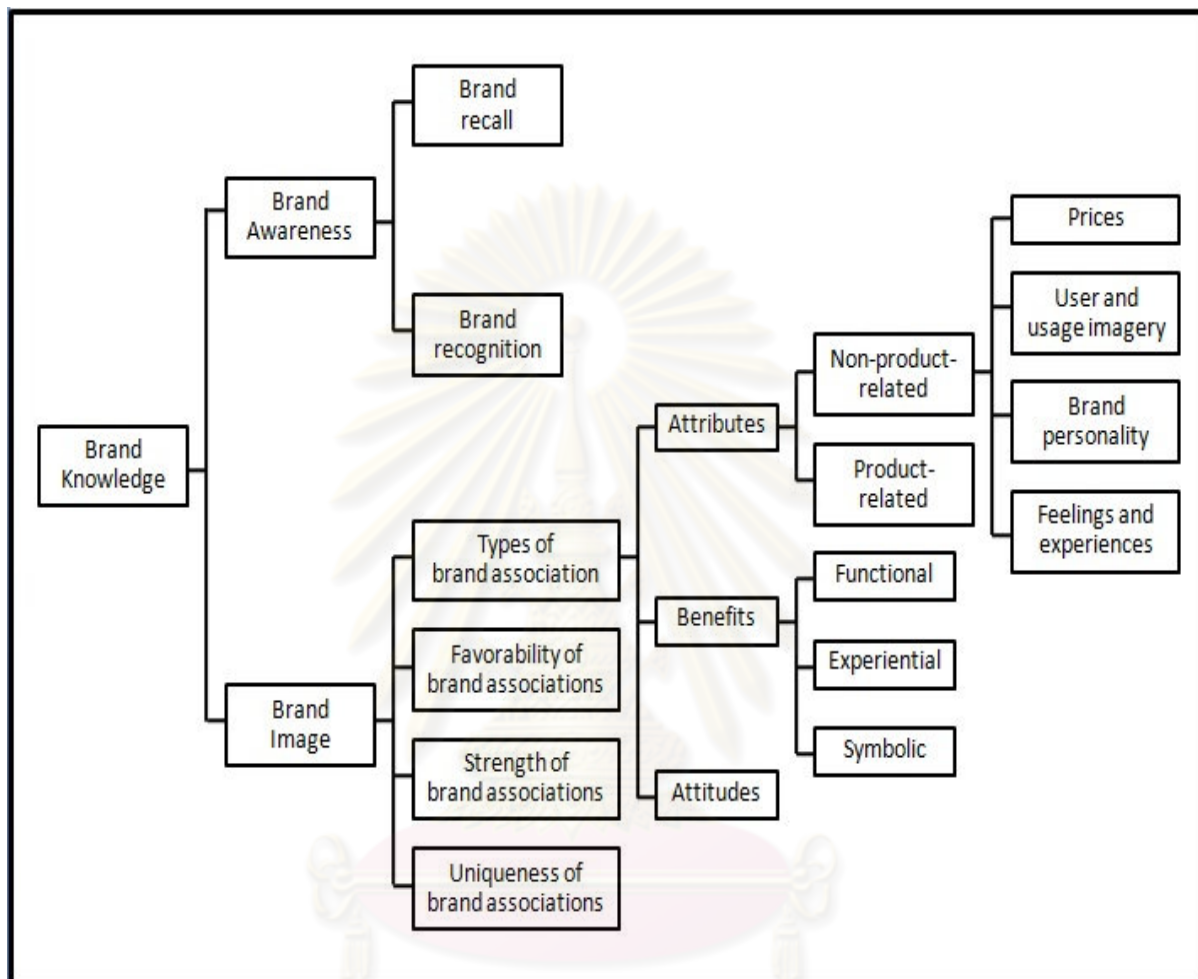 Brand
recall
Brand
Awareness
Brand
recognition
Brand
Knowledge
Brand
Image
Types of
brand association
Favorability of
brand associations
Strength of
brand associations
Uniqueness of
brand associations
Attributes
Benefits
Attitudes
Non-product-
related
Product-
related
Functional
Experiential
Symbolic
Prices
User and
usage imagery
Brand
personality
Feelings and
experiences